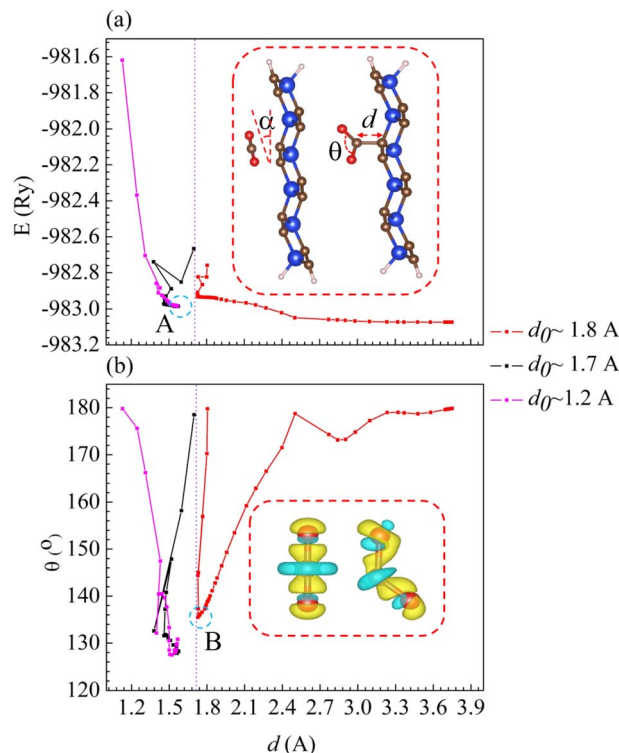 (a)
-981.6
-981.8
-982.0
-982.2
-982.4
-982.6
-982.8
-983.0
-983.2
E (Ry)
α
d
θ
A
d0~ 1.8 A
d0~ 1.7 A
d0~1.2 A
(b)
180
170
160
150
140
130
120
θ (O)
B
1.2 1.5 1.8 2.1 2.4 2.7 3.0 3.3 3.6 3.9
d (A)